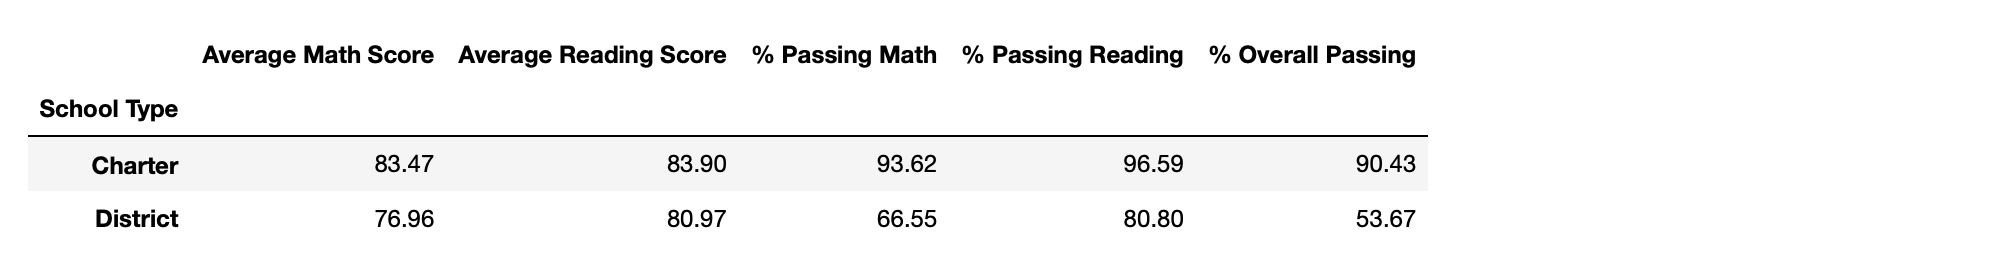 Average Math Score Average Reading Score % Passing Math % Passing Reading % Overall Passing
School Type
Charter 83.47 83.90 93.62 96.59 90.43
District 76.96 80.97 66.55 80.80 53.67